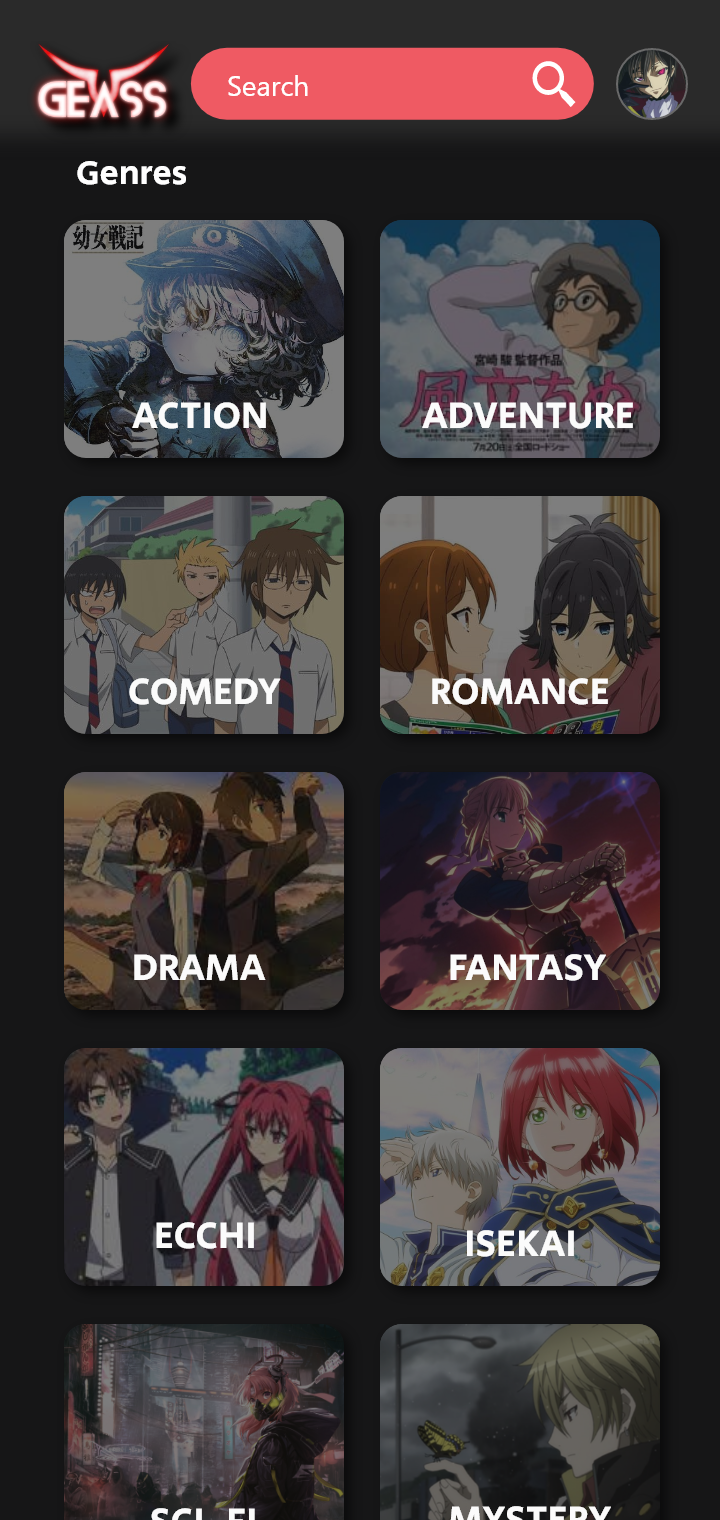 GEASS
Search
Genres
幼女戦記
ACTION
宮崎 駿 監督作品
風立ちぬ
7月20日 全国ロードショー
ADVENTURE
COMEDY
ROMANCE
DRAMA
FANTASY
ECCHI
ISEKAI
SCI-FI
MYSTERY